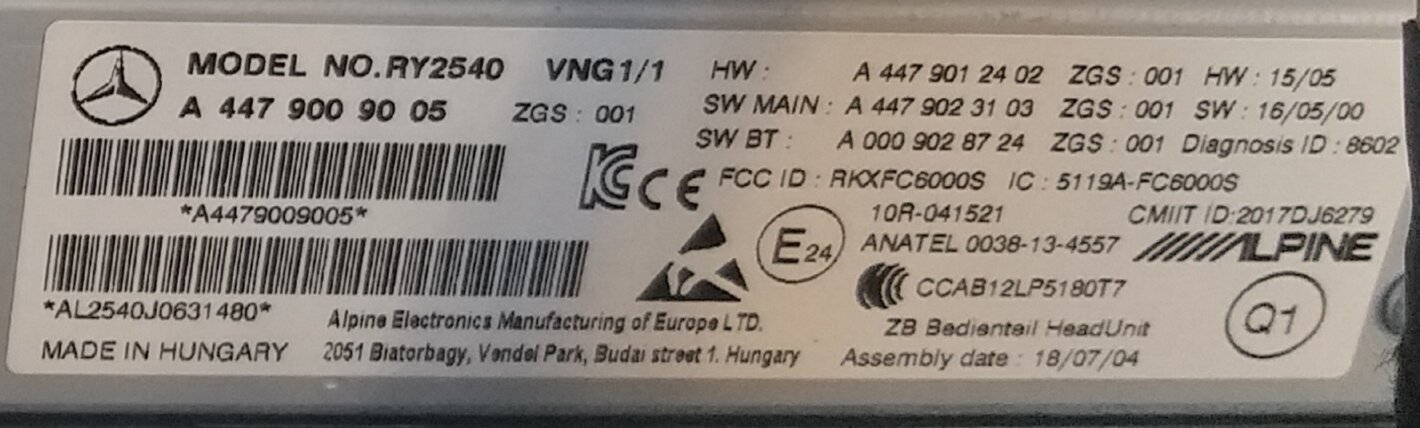 MODEL NO.RY2540 VNG1/1
A 447 900 90 05 ZGS : 001
*A4479009005*
*AL2540J0631480*
MADE IN HUNGARY
HW : A 447 901 24 02 ZGS : 001 HW : 15/05
SW MAIN : A 447 902 31 03 ZGS : 001 SW : 16/05/00
SW BT : A 000 902 87 24 ZGS : 001 Diagnosis ID : 8602
FCC ID : RKXFC6000S IC : 5119A-FC6000S
CE
E24
10R-041521
CMIIT ID:2017DJ6279
ANATEL 0038-13-4557
ALPINE
CCAB12LP5180T7
ZB Bedienteil HeadUnit
Q1
Alpine Electronics Manufacturing of Europe LTD.
2051 Biatorbagy, Vendel Park, Budai street 1. Hungary
Assembly date : 18/07/04